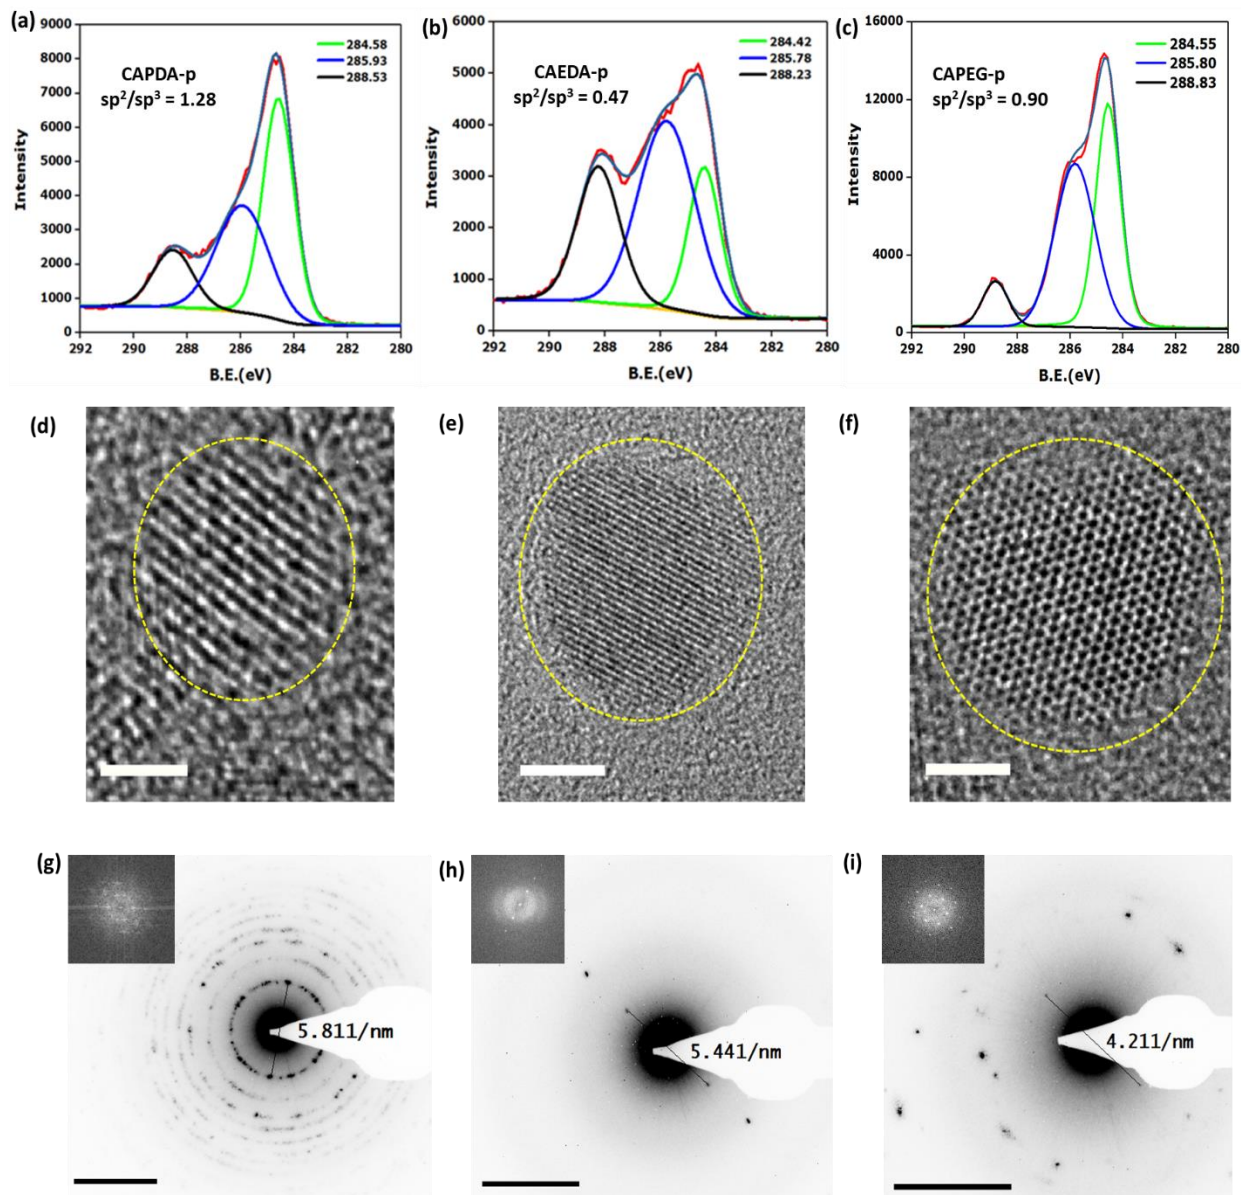 (a)
9000
8000
7000
6000
5000
4000
3000
2000
1000
0
Intensity
CAPDA-p
sp²/sp³ = 1.28
284.58
285.93
288.53
292 290 288 286 284 282 280
B.E.(eV)
(b)
6000
5000
4000
3000
2000
1000
0
Intensity
CAEDA-p
sp²/sp³ = 0.47
284.42
285.78
288.23
292 290 288 286 284 282 280
B.E.(eV)
(c)
16000
12000
8000
4000
0
Intensity
CAPEG-p
sp²/sp³ = 0.90
284.55
285.80
288.83
292 290 288 286 284 282 280
B.E.(eV)
(d)
(e)
(f)
(g)
5.811/nm
(h)
5.441/nm
(i)
4.211/nm